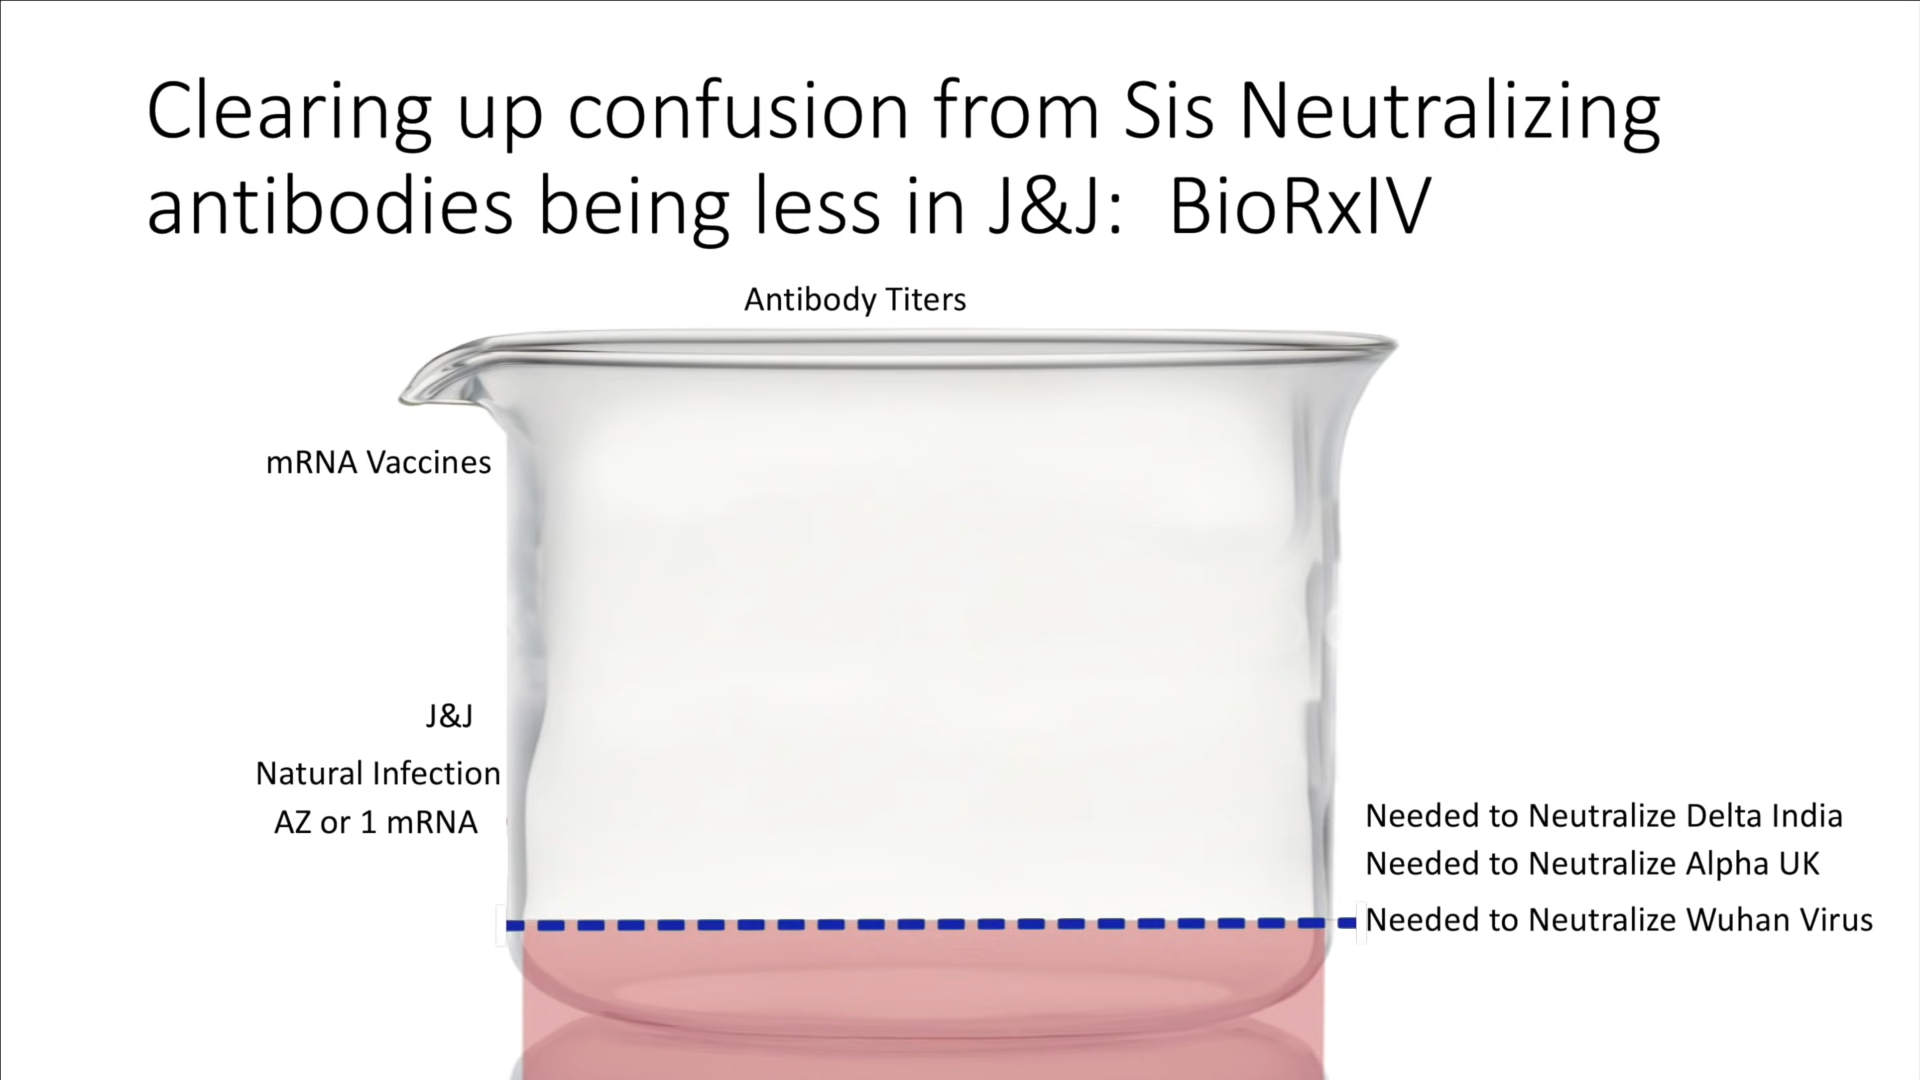 Clearing up confusion from Sis Neutralizing
antibodies being less in J&J: BioRxIV
Antibody Titers
mRNA Vaccines
J&J
Natural Infection
AZ or 1 mRNA
Needed to Neutralize Delta India
Needed to Neutralize Alpha UK
Needed to Neutralize Wuhan Virus